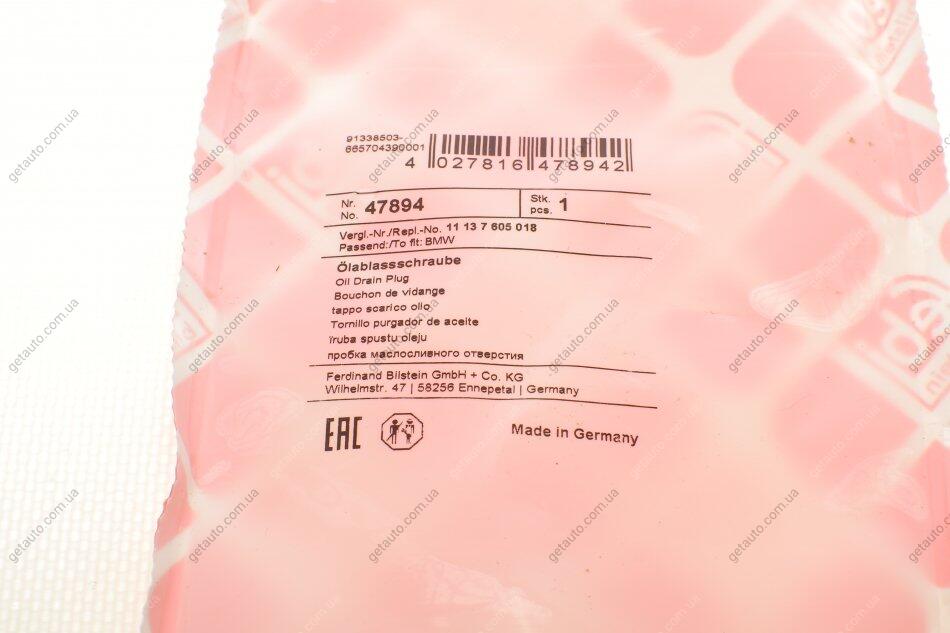 91338503-
665704390001
4 027816 478942
Nr.
No. 47894
Stk.
pcs. 1
Vergl.-Nr./Repl.-No. 11 13 7 605 018
Passend:/To fit: BMW
Ölablassschraube
Oil Drain Plug
Bouchon de vidange
tappo scarico olio
Tornillo purgador de aceite
śruba spustu oleju
пробка маслосливного отверстия
Ferdinand Bilstein GmbH + Co. KG
Wilhelmstr. 47 | 58256 Ennepetal | Germany
EAC
Made in Germany
getauto.com.ua